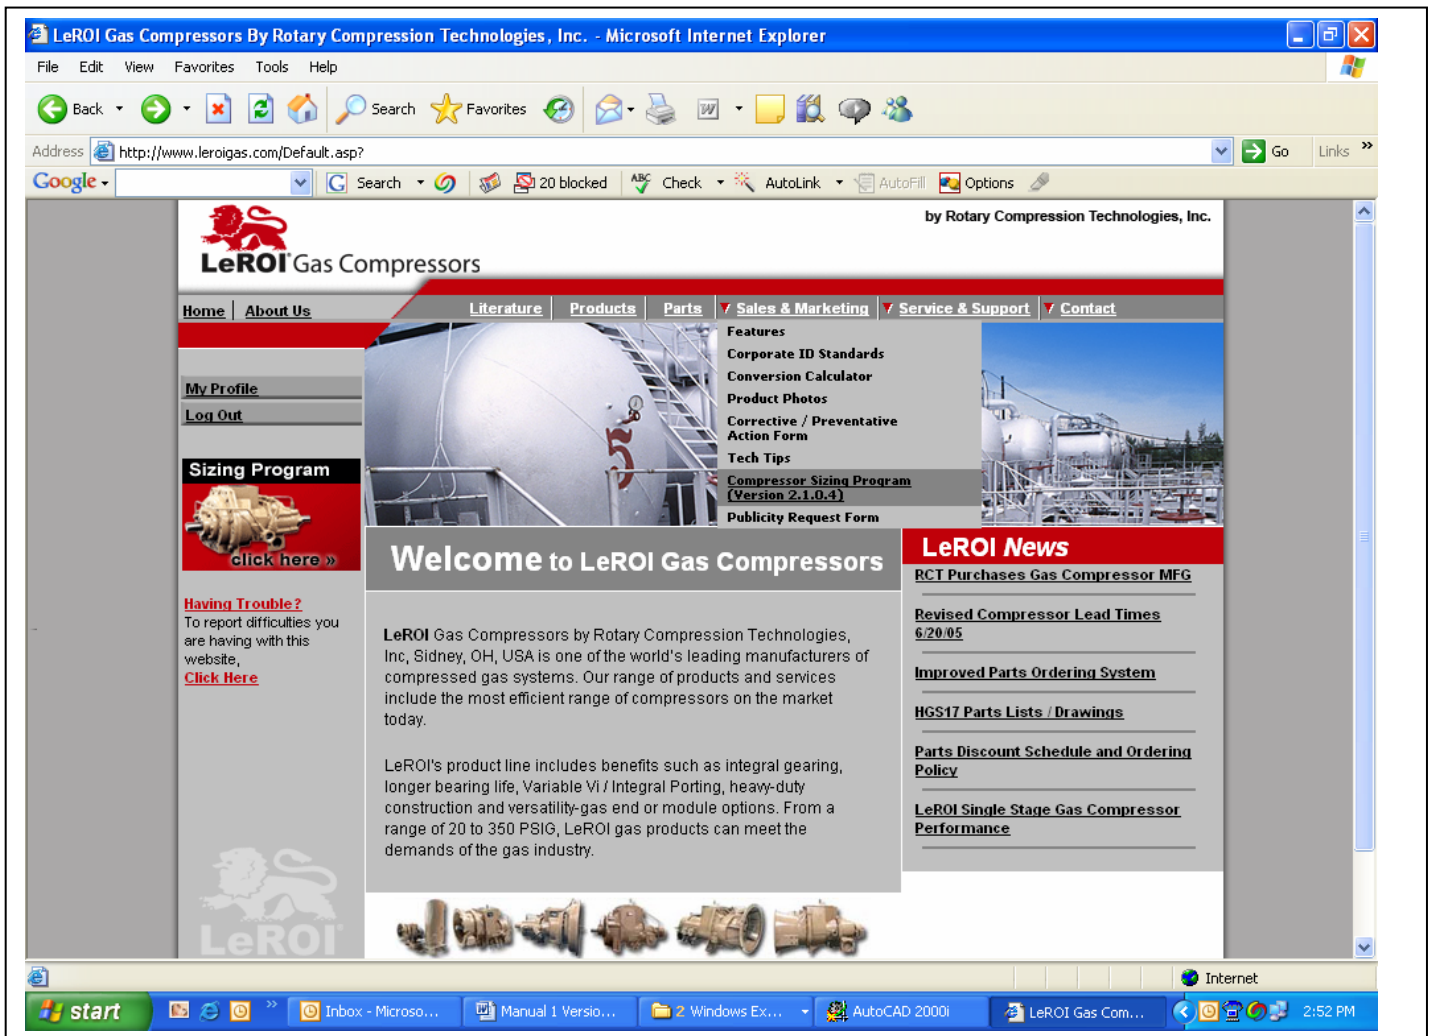 LeROI Gas Compressors By Rotary Compression Technologies, Inc. - Microsoft Internet Explorer
File Edit View Favorites Tools Help
Back Search Favorites
Address http://www.leroigas.com/Default.asp? Go Links »
Google Search 20 blocked ABC Check AutoLink AutoFill Options
by Rotary Compression Technologies, Inc.
LeROI Gas Compressors
Home About Us
Literature Products Parts Sales & Marketing Service & Support Contact
Features
Corporate ID Standards
Conversion Calculator
Product Photos
Corrective / Preventative
Action Form
Tech Tips
Compressor Sizing Program
(Version 2.1.0.4)
Publicity Request Form
My Profile
Log Out
5
Sizing Program
click here »
Having Trouble?
To report difficulties you
are having with this
website,
Click Here
LeROI
Welcome to LeROI Gas Compressors
LeROI Gas Compressors by Rotary Compression Technologies,
Inc, Sidney, OH, USA is one of the world's leading manufacturers of
compressed gas systems. Our range of products and services
include the most efficient range of compressors on the market
today.
LeROI's product line includes benefits such as integral gearing,
longer bearing life, Variable Vi / Integral Porting, heavy-duty
construction and versatility-gas end or module options. From a
range of 20 to 350 PSIG, LeROI gas products can meet the
demands of the gas industry.
LeROI News
RCT Purchases Gas Compressor MFG
Revised Compressor Lead Times
6/20/05
Improved Parts Ordering System
HGS17 Parts Lists / Drawings
Parts Discount Schedule and Ordering
Policy
LeROI Single Stage Gas Compressor
Performance
Internet
start » Inbox - Microso... Manual 1 Versio... 2 Windows Ex... AutoCAD 2000i LeROI Gas Com... 2:52 PM